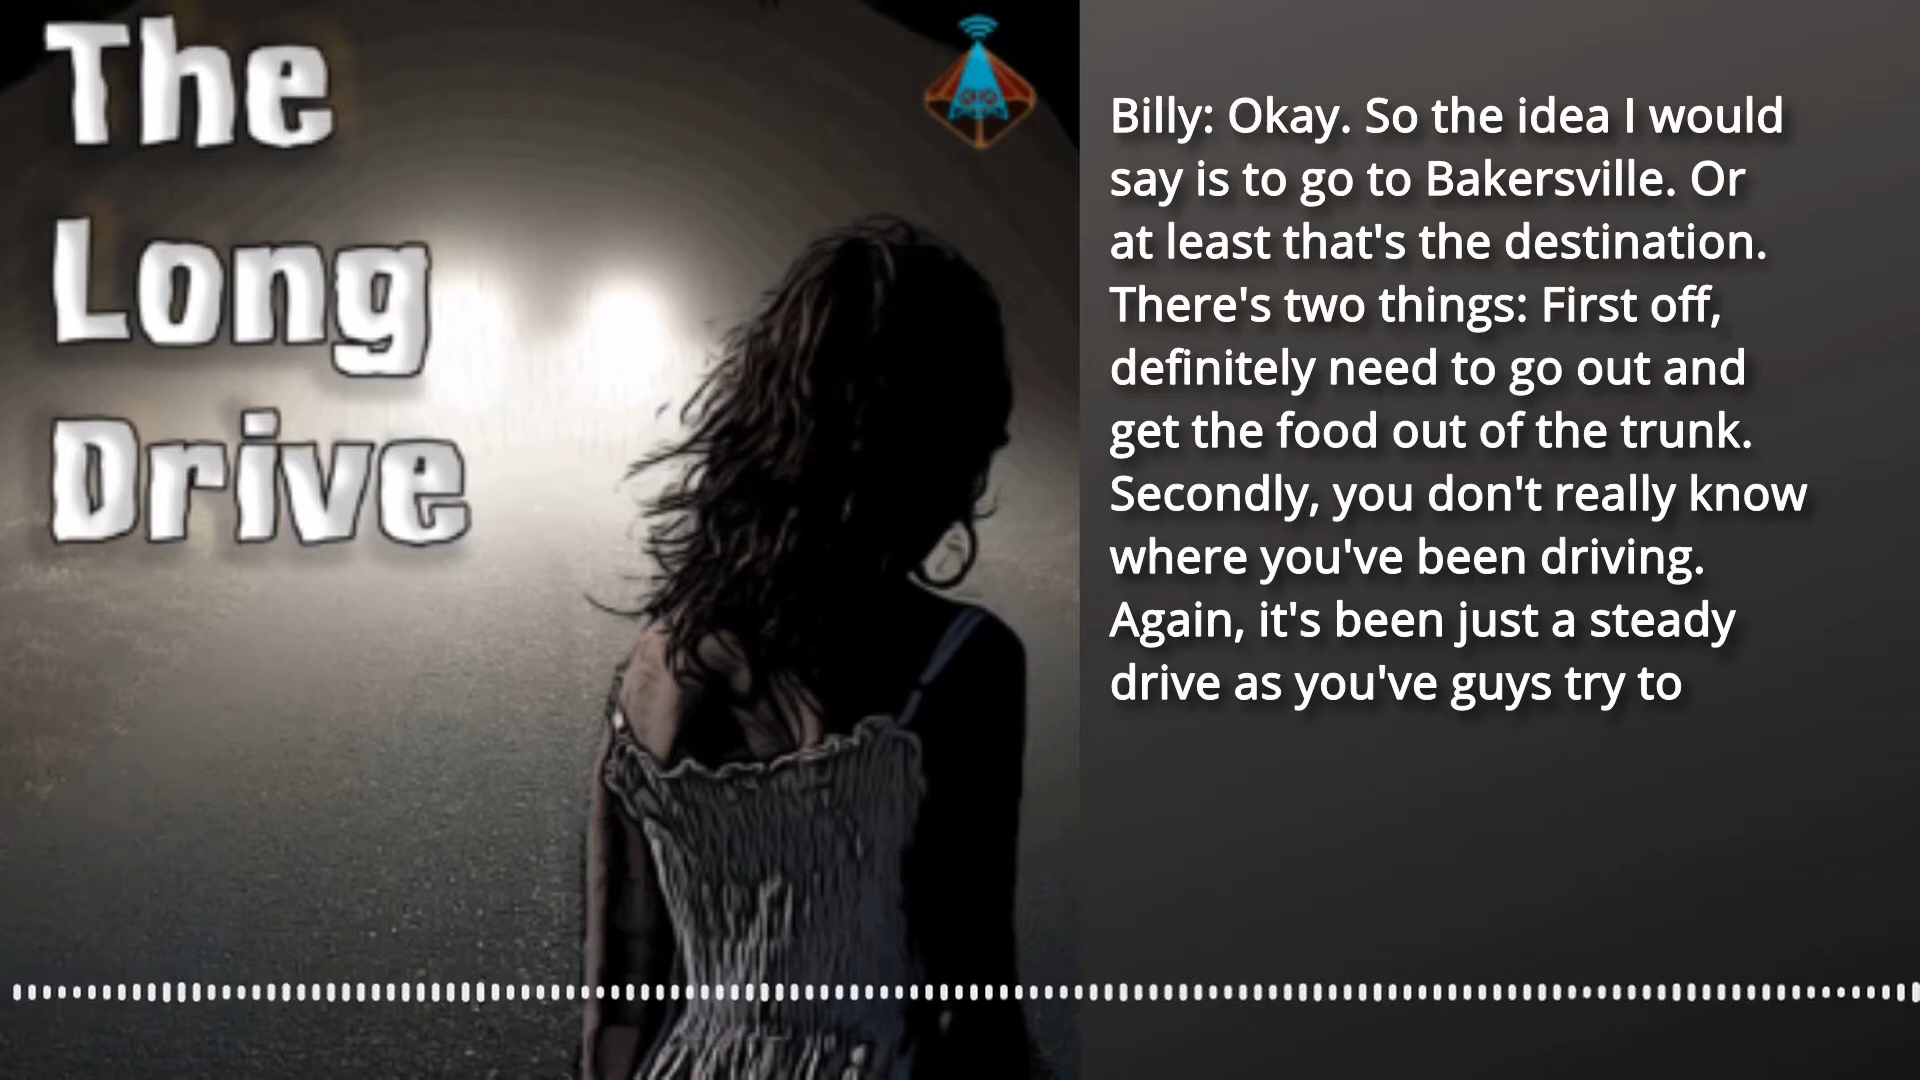 The
Long
Drive
Billy: Okay. So the idea I would
say is to go to Bakersville. Or
at least that's the destination.
There's two things: First off,
definitely need to go out and
get the food out of the trunk.
Secondly, you don't really know
where you've been driving.
Again, it's been just a steady
drive as you've guys try to